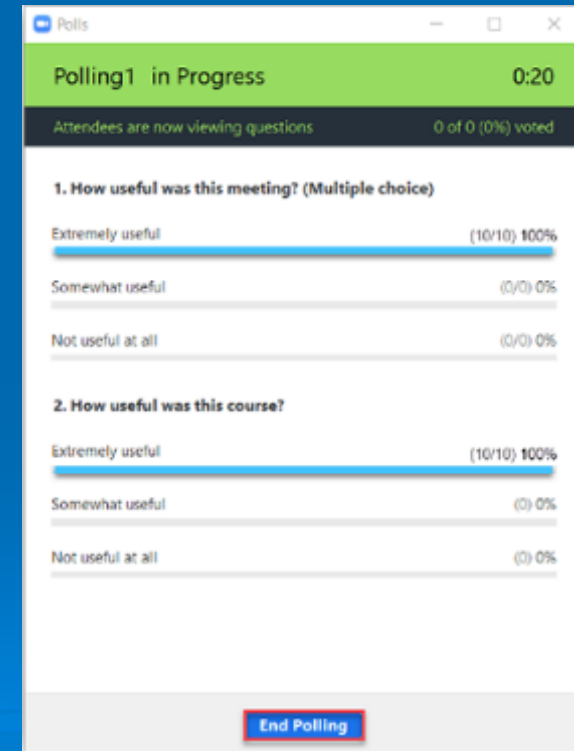 Polls
Polling1 in Progress 0:20
Attendees are now viewing questions 0 of 0 (0%) voted
1. How useful was this meeting? (Multiple choice)
Extremely useful (10/10) 100%
Somewhat useful (0/0) 0%
Not useful at all (0/0) 0%
2. How useful was this course?
Extremely useful (10/10) 100%
Somewhat useful (0) 0%
Not useful at all (0) 0%
End Polling